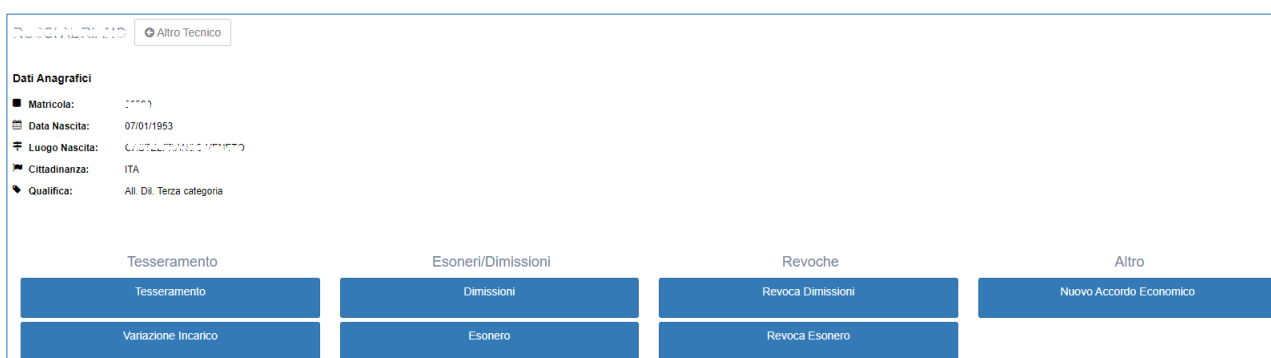 Altro Tecnico
Dati Anagrafici
Matricola:
Data Nascita: 07/01/1953
Luogo Nascita: VENETO
Cittadinanza: ITA
Qualifica: All. Dil. Terza categoria
Tesseramento Esoneri/Dimissioni Revoche Altro
Tesseramento Dimissioni Revoca Dimissioni Nuovo Accordo Economico
Variazione Incarico Esonero Revoca Esonero